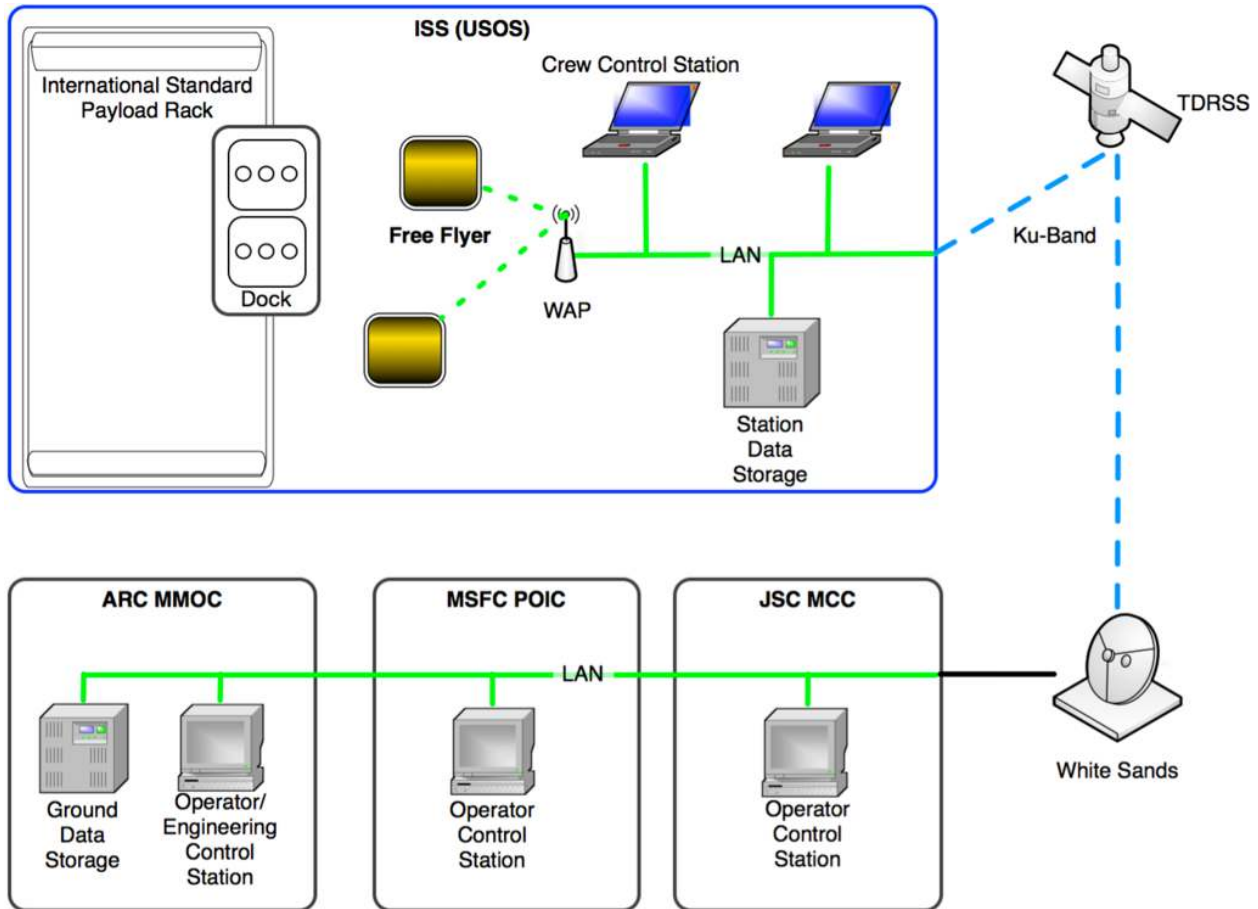 ISS (USOS)
International Standard
Payload Rack
Dock
Free Flyer
Crew Control Station
WAP
LAN
Station
Data
Storage
Ku-Band
TDRSS
ARC MMOC
Ground
Data
Storage
Operator/
Engineering
Control
Station
MSFC POIC
LAN
Operator
Control
Station
JSC MCC
Operator
Control
Station
White Sands